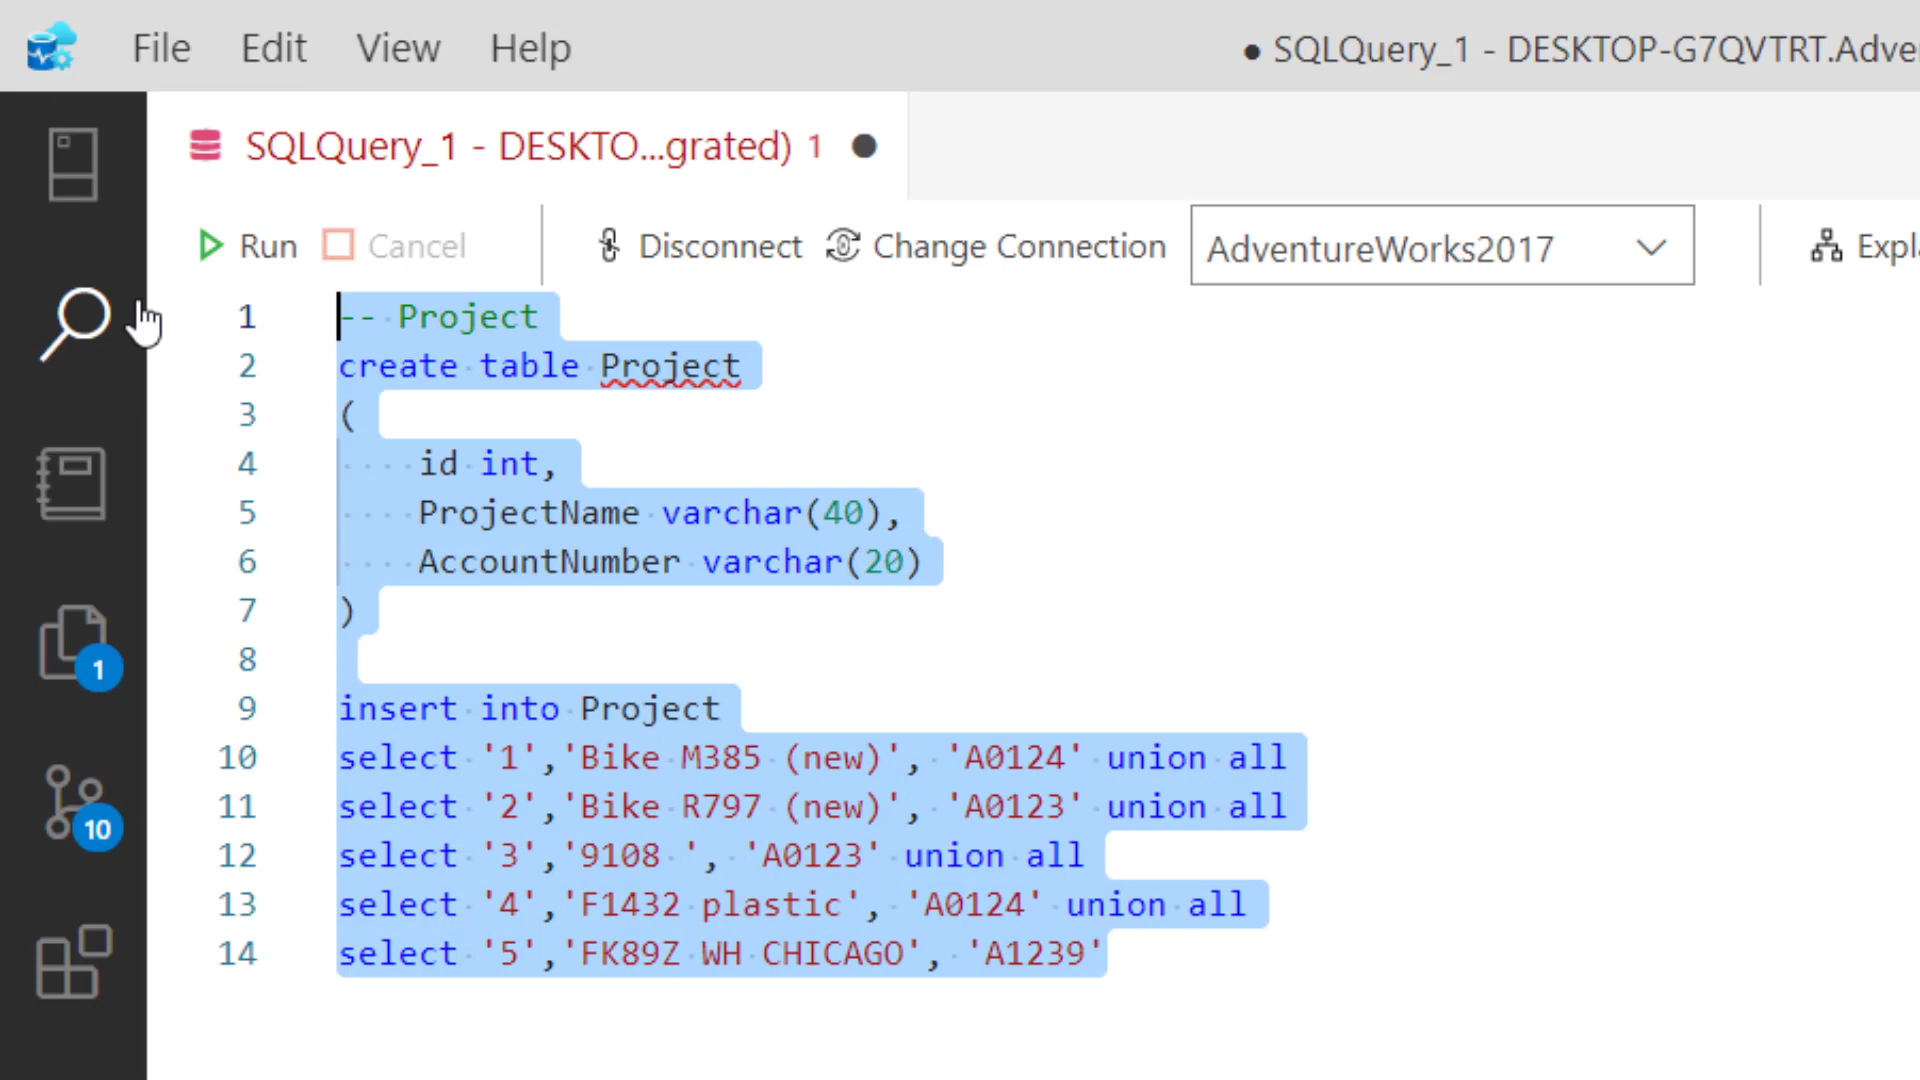 File Edit View Help
● SQLQuery_1 - DESKTOP-G7QVTRT.Adve
SQLQuery_1 - DESKTO...grated) 1 ●
Run Cancel Disconnect Change Connection AdventureWorks2017 Expl
1 -- Project
2 create table Project
3 (
4 id int,
5 ProjectName varchar(40),
6 AccountNumber varchar(20)
7 )
8
9 insert into Project
10 select '1','Bike M385 (new)', 'A0124' union all
11 select '2','Bike R797 (new)', 'A0123' union all
12 select '3','9108 ', 'A0123' union all
13 select '4','F1432 plastic', 'A0124' union all
14 select '5','FK89Z WH CHICAGO', 'A1239'
1
10